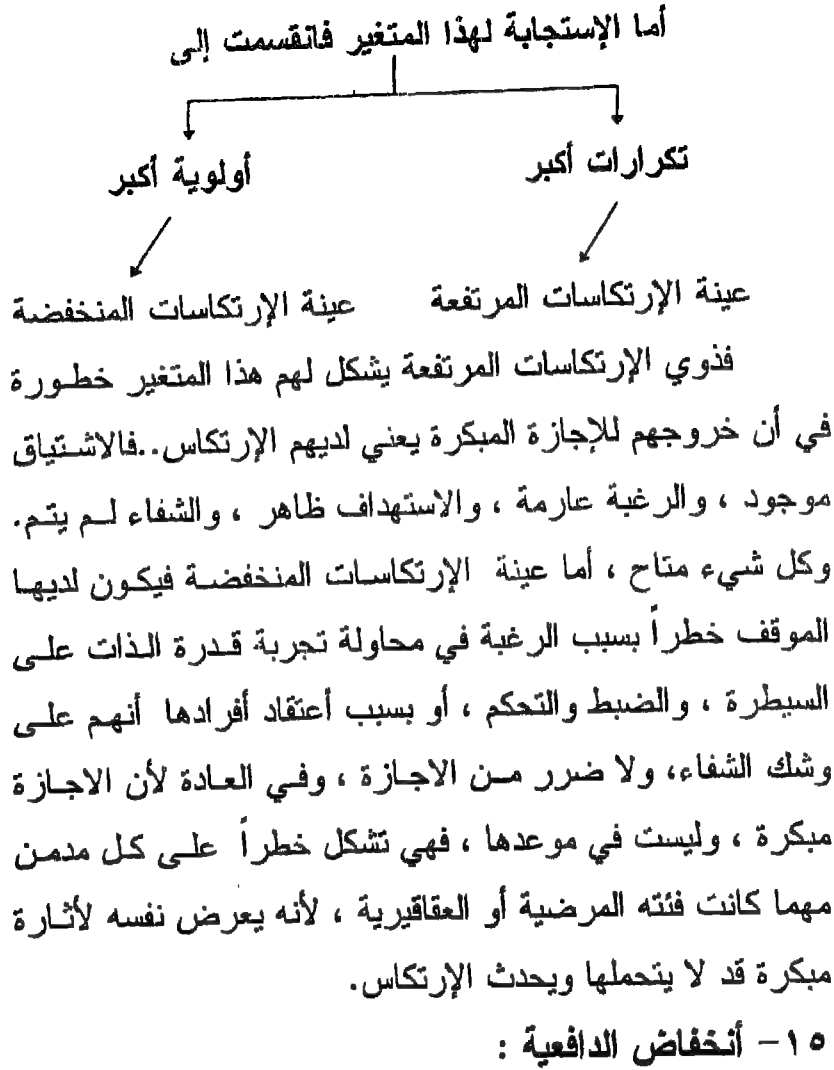 أما الإستجابة لهذا المتغير فانقسمت إلى
تكرارات أكبر أولوية أكبر
عينة الإرتكاسات المرتفعة عينة الإرتكاسات المنخفضة
فذوي الإرتكاسات المرتفعة يشكل لهم هذا المتغير خطورة
في أن خروجهم للإجازة المبكرة يعني لديهم الإرتكاس..فالاشتياق
موجود ، والرغبة عارمة ، والاستهداف ظاهر ، والشفاء لم يتم.
وكل شيء متاح ، أما عينة الإرتكاسات المنخفضة فيكون لديها
الموقف خطراً بسبب الرغبة في محاولة تجربة قدرة الذات على
السيطرة ، والضبط والتحكم ، أو بسبب أعتقاد أفرادها أنهم على
وشك الشفاء، ولا ضرر من الاجازة ، وفي العادة لأن الاجازة
مبكرة ، وليست في موعدها ، فهي تشكل خطراً على كل مدمن
مهما كانت فئته المرضية أو العقاقيرية ، لأنه يعرض نفسه لأثارة
مبكرة قد لا يتحملها ويحدث الإرتكاس.
١٥- أنخفاض الدافعية :